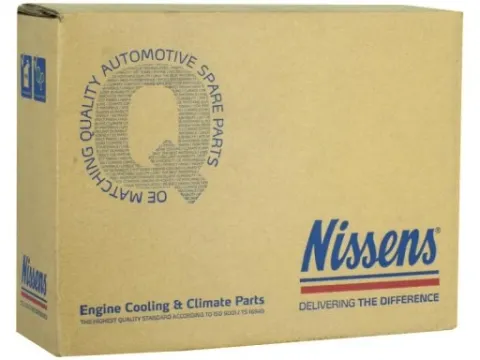 OE MATCHING QUALITY AUTOMOTIVE SPARE PARTS
Nissens®
DELIVERING THE DIFFERENCE
Engine Cooling & Climate Parts
Nissens